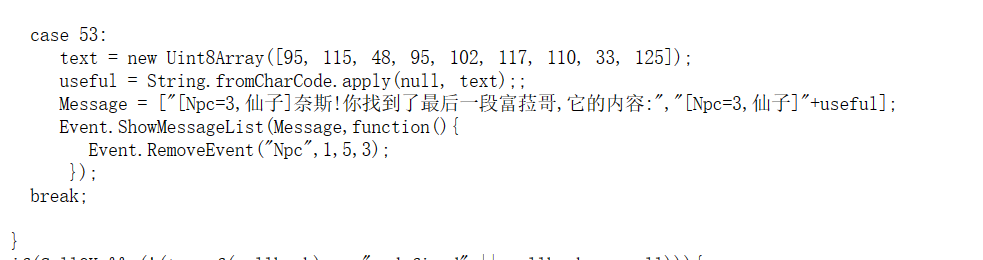 case 53:
text = new Uint8Array([95, 115, 48, 95, 102, 117, 110, 33, 125]);
useful = String.fromCharCode.apply(null, text);;
Message = ["[Npc=3,仙子]奈斯!你找到了最后一段富菈哥,它的内容:","[Npc=3,仙子]"+useful];
Event.ShowMessageList(Message,function(){
Event.RemoveEvent("Npc",1,5,3);
});
break;
}